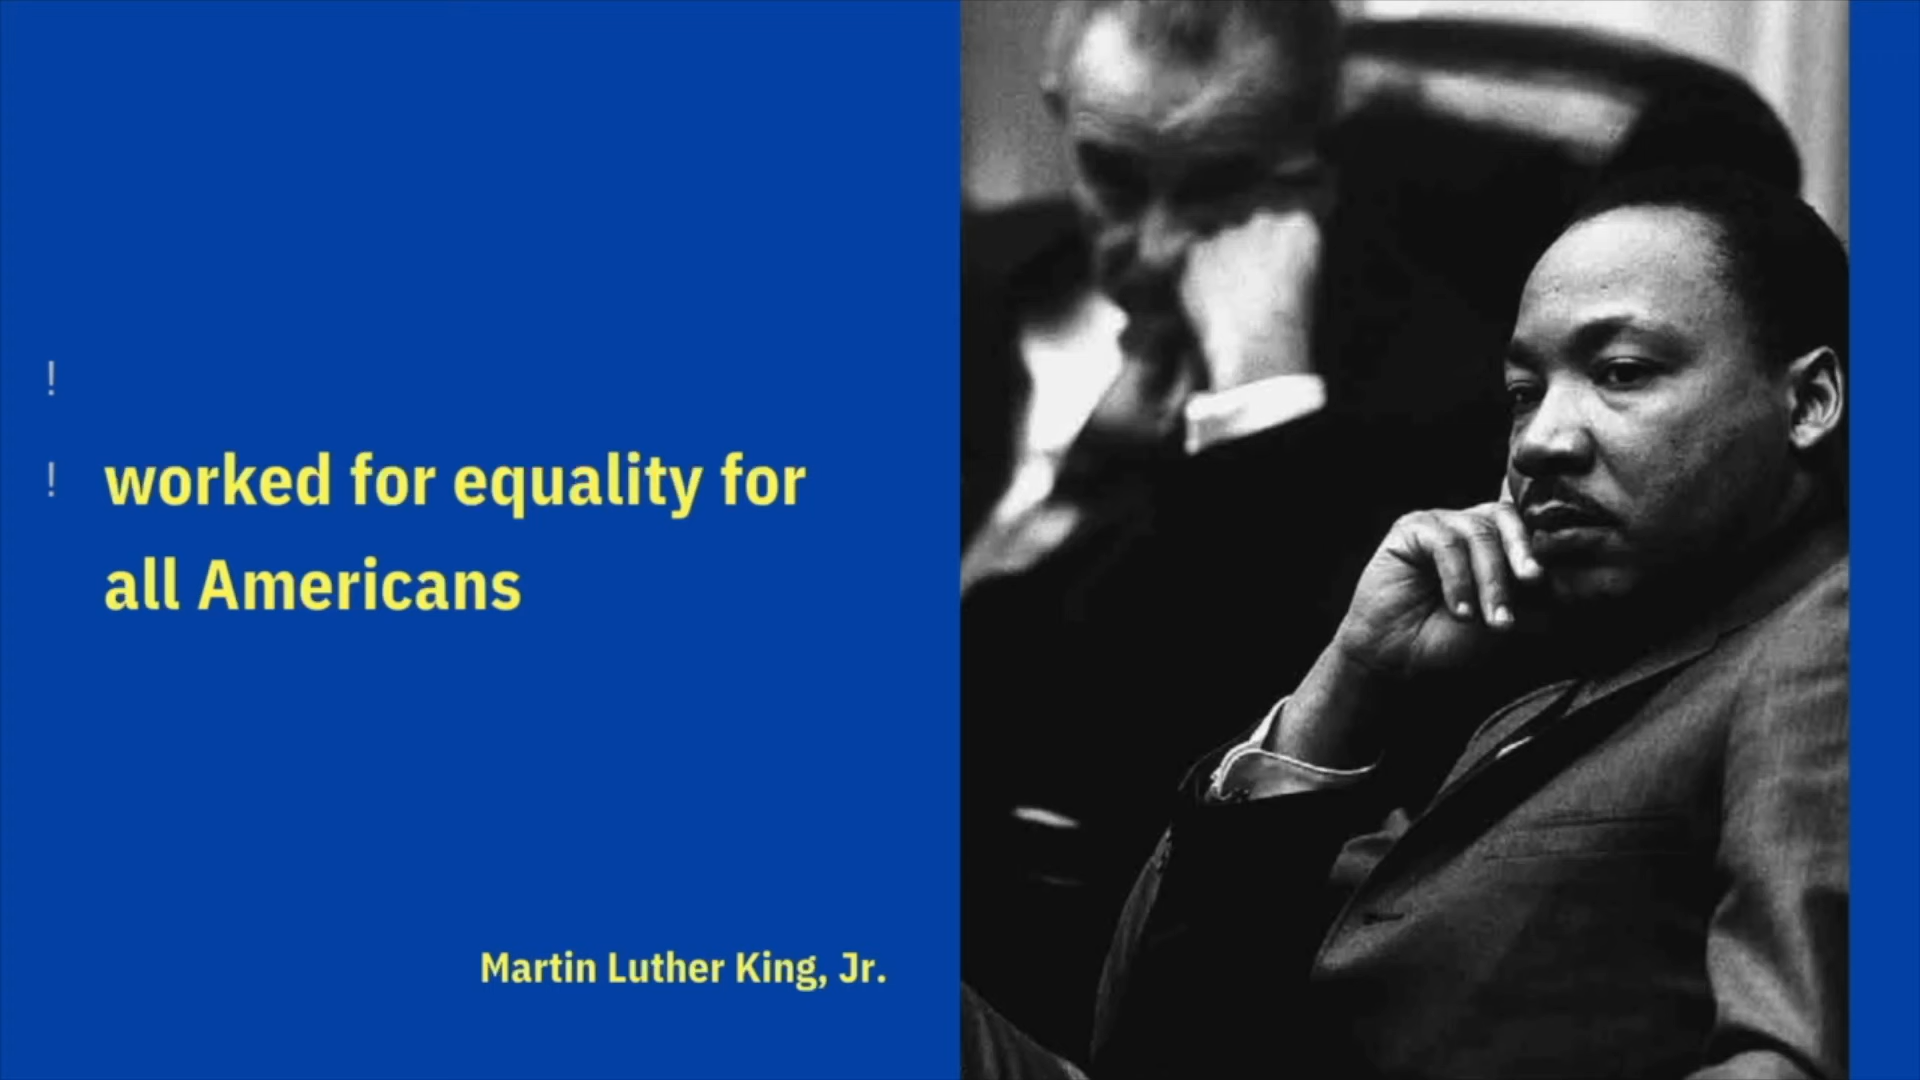 !
! worked for equality for
all Americans
Martin Luther King, Jr.